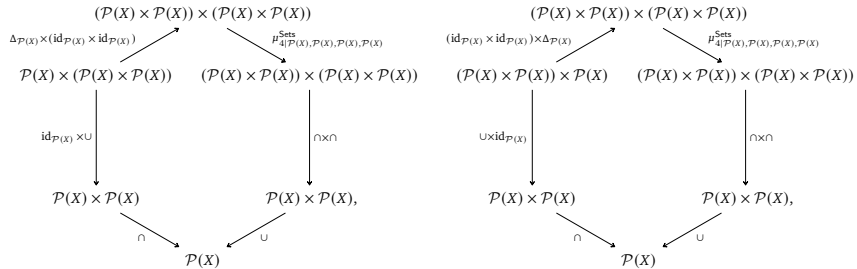 (𝒫(X) × 𝒫(X)) × (𝒫(X) × 𝒫(X))
Δ_{𝒫(X)}×(id_{𝒫(X)} × id_{𝒫(X)})
μ^{Sets}_{4|𝒫(X),𝒫(X),𝒫(X),𝒫(X)}
𝒫(X) × (𝒫(X) × 𝒫(X))
(𝒫(X) × 𝒫(X)) × (𝒫(X) × 𝒫(X))
id_{𝒫(X)} ×∪
∩×∩
𝒫(X) × 𝒫(X)
𝒫(X) × 𝒫(X),
∩
∪
𝒫(X)
(𝒫(X) × 𝒫(X)) × (𝒫(X) × 𝒫(X))
(id_{𝒫(X)} × id_{𝒫(X)})×Δ_{𝒫(X)}
μ^{Sets}_{4|𝒫(X),𝒫(X),𝒫(X),𝒫(X)}
(𝒫(X) × 𝒫(X)) × 𝒫(X)
(𝒫(X) × 𝒫(X)) × (𝒫(X) × 𝒫(X))
∪×id_{𝒫(X)}
∩×∩
𝒫(X) × 𝒫(X)
𝒫(X) × 𝒫(X),
∩
∪
𝒫(X)